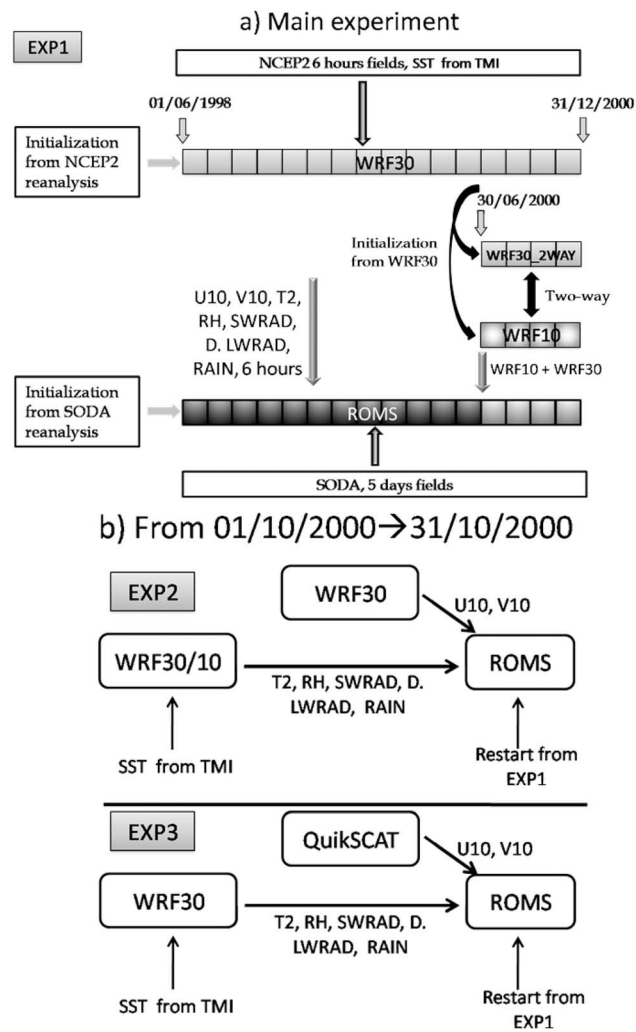 a) Main experiment
EXP1
NCEP2 6 hours fields, SST from TMI
01/06/1998
31/12/2000
Initialization
from NCEP2
reanalysis
WRF30
30/06/2000
Initialization
from WRF30
WRF30_2WAY
Two-way
WRF10
U10, V10, T2,
RH, SWRAD,
D. LWRAD,
RAIN, 6 hours
WRF10 + WRF30
Initialization
from SODA
reanalysis
ROMS
SODA, 5 days fields
b) From 01/10/2000→31/10/2000
EXP2
WRF30
U10, V10
WRF30/10
ROMS
T2, RH, SWRAD, D.
LWRAD, RAIN
SST from TMI
Restart from
EXP1
EXP3
QuikSCAT
U10, V10
WRF30
ROMS
T2, RH, SWRAD, D.
LWRAD, RAIN
SST from TMI
Restart from
EXP1